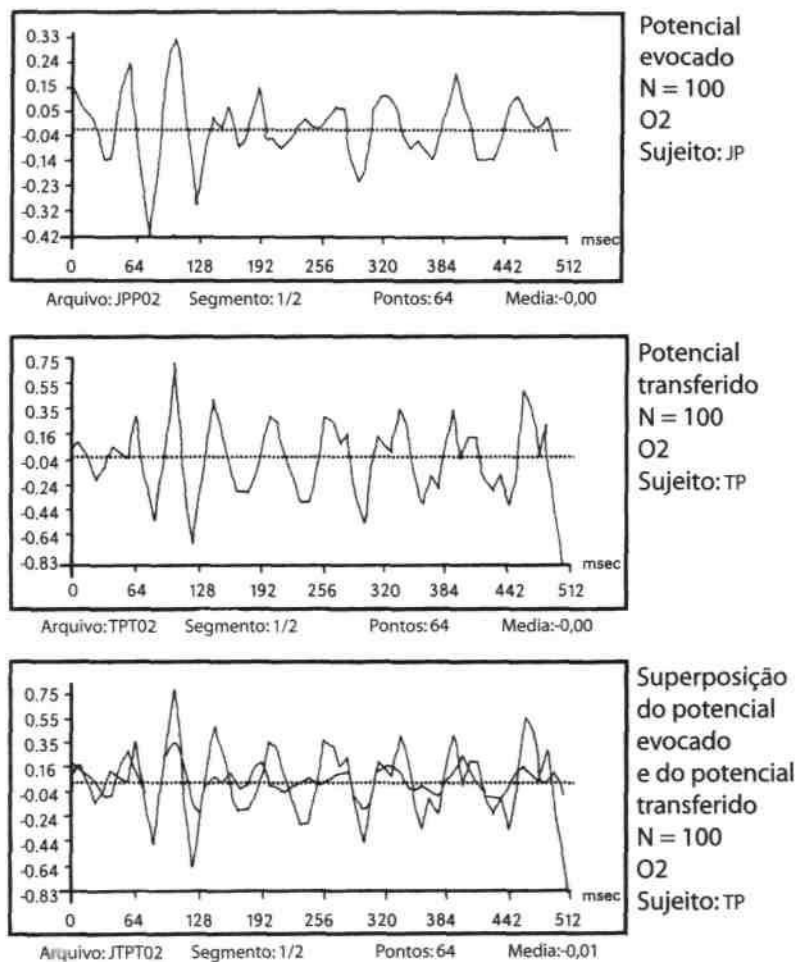 0.33
0.24
0.15
0.05
-0.04
-0.14
-0.23
-0.32
-0.42
msec
0 64 128 192 256 320 384 442 512
Arquivo: JPP02 Segmento: 1/2 Pontos: 64 Media:-0,00
Potencial
evocado
N = 100
O2
Sujeito: JP
0.75
0.55
0.35
0.16
-0.04
-0.24
-0.44
-0.64
-0.83
msec
0 64 128 192 256 320 384 442 512
Arquivo: TPT02 Segmento: 1/2 Pontos: 64 Media:-0,00
Potencial
transferido
N = 100
O2
Sujeito: TP
0.75
0.55
0.35
0.16
-0.04
-0.24
-0.44
-0.64
-0.83
msec
0 64 128 192 256 320 384 442 512
Arquivo: JTPT02 Segmento: 1/2 Pontos: 64 Media:-0,01
Superposição
do potencial
evocado
e do potencial
transferido
N = 100
O2
Sujeito: TP